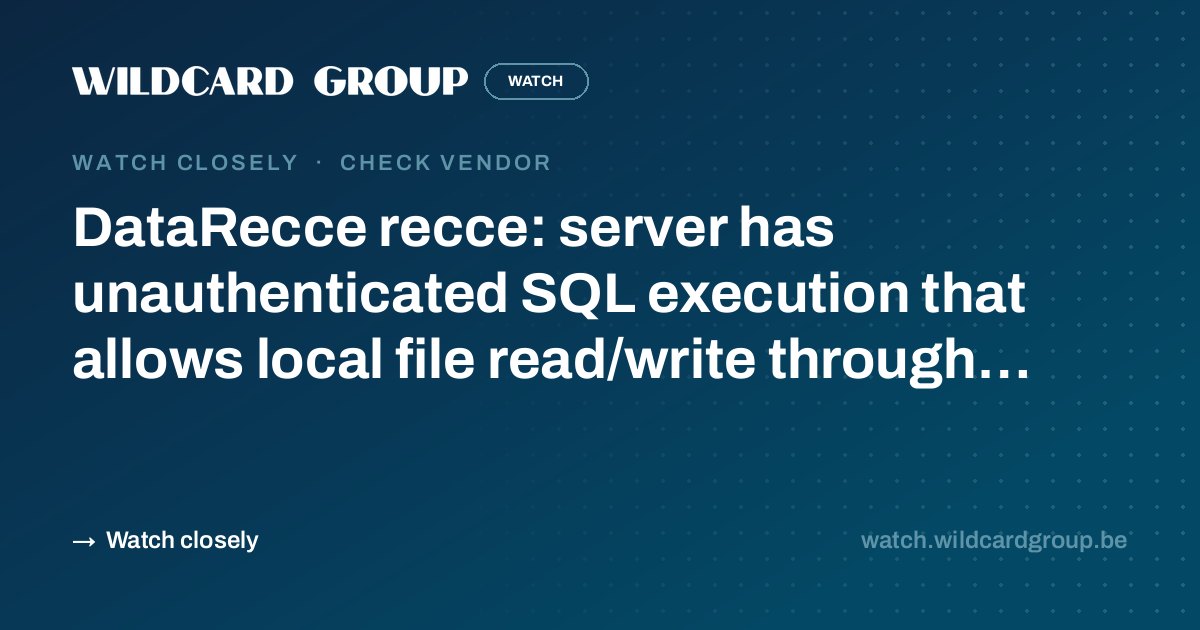 WILDCARD GROUP WATCH
WATCH CLOSELY · CHECK VENDOR
DataRecce recce: server has
unauthenticated SQL execution that
allows local file read/write through…
→ Watch closely
watch.wildcardgroup.be